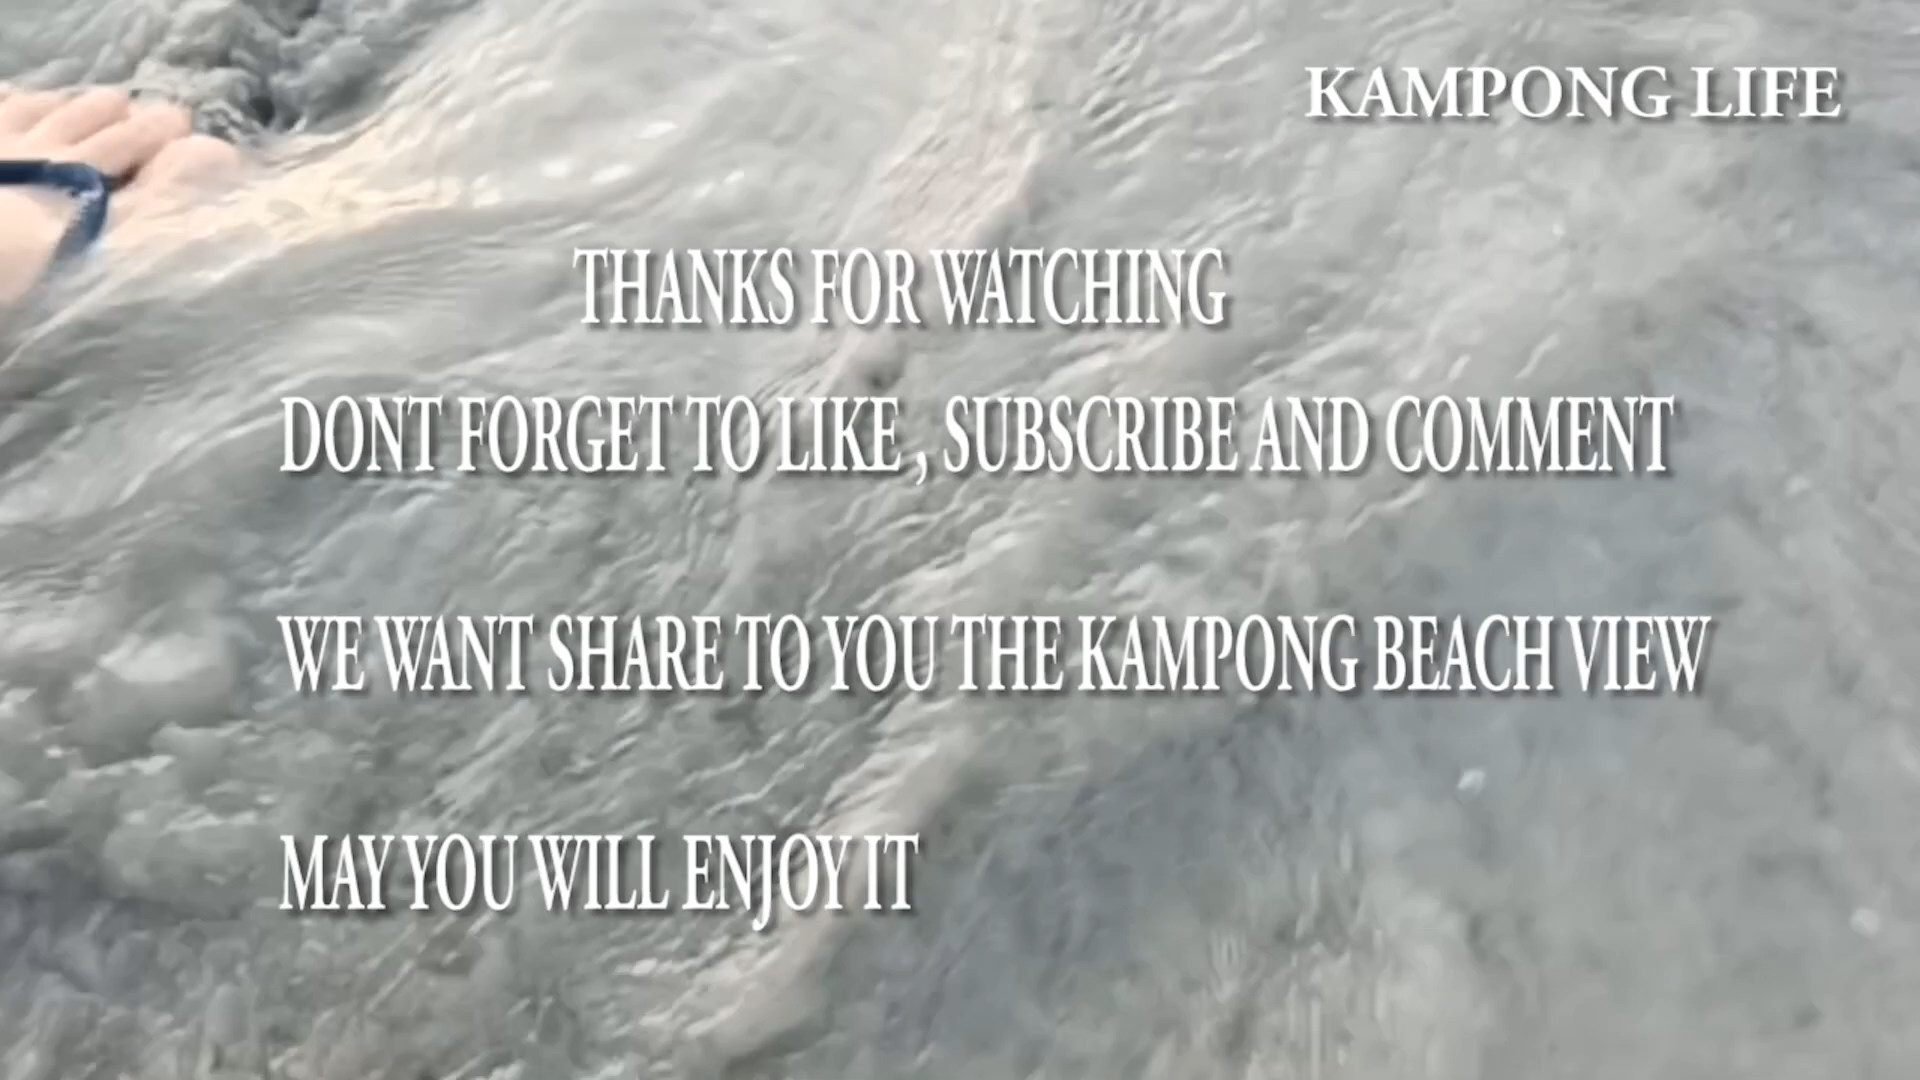 KAMPONG LIFE
THANKS FOR WATCHING
DONT FORGET TO LIKE , SUBSCRIBE AND COMMENT
WE WANT SHARE TO YOU THE KAMPONG BEACH VIEW
MAY YOU WILL ENJOY IT